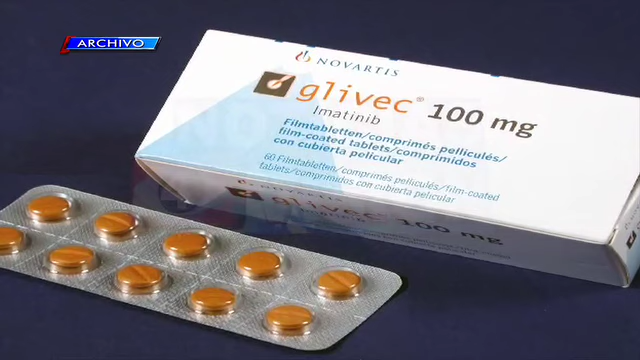 ARCHIVO
NOVARTIS
glivec® 100 mg
Imatinib
Filmtabletten/comprimés pelliculés/
film-coated tablets/comprimidos
con cubierta pelicular
60 Filmtabletten/comprimés pelliculés/film-coated
tablets/comprimidos con cubierta pelicular
NOVARTIS
glivec® 100 mg